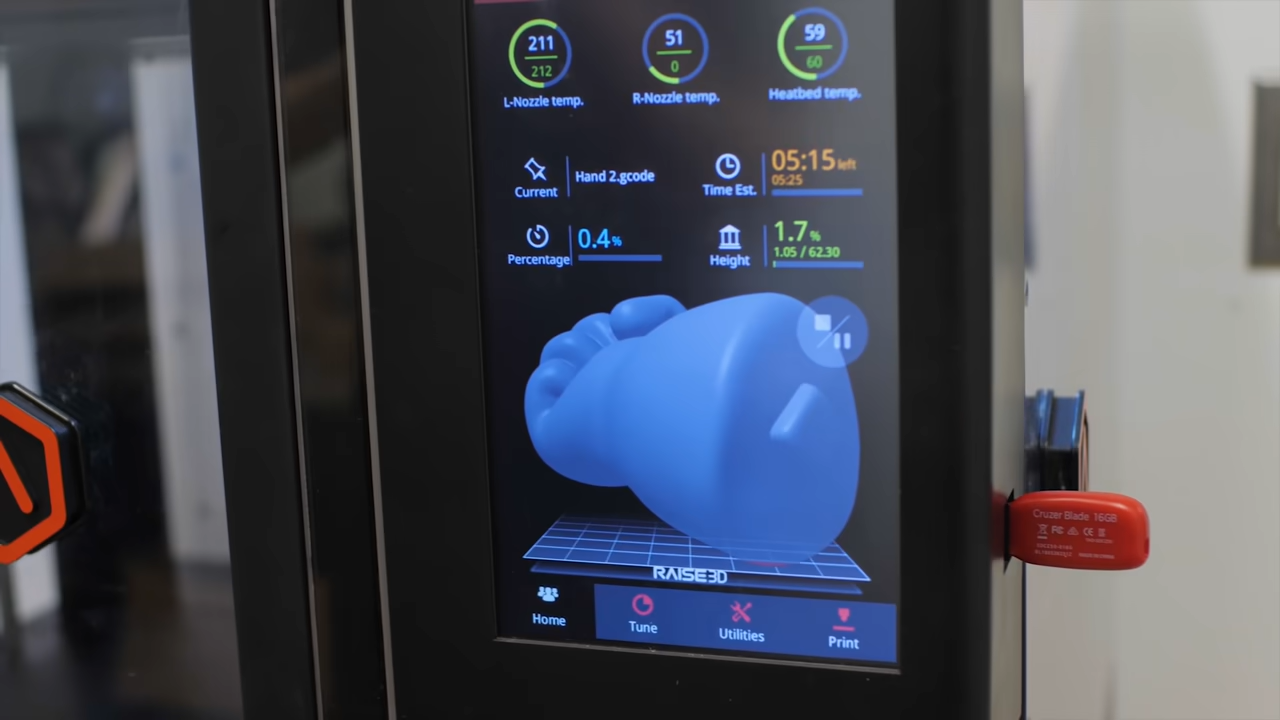 211
212
L-Nozzle temp.
51
0
R-Nozzle temp.
59
60
Heatbed temp.
Current
Hand 2.gcode
Time Est.
05:15 left
05:25
Percentage
0.4%
Height
1.7%
1.05 / 62.30
RAISE3D
Home
Tune
Utilities
Print
Cruzer Blade 16GB
FC CE